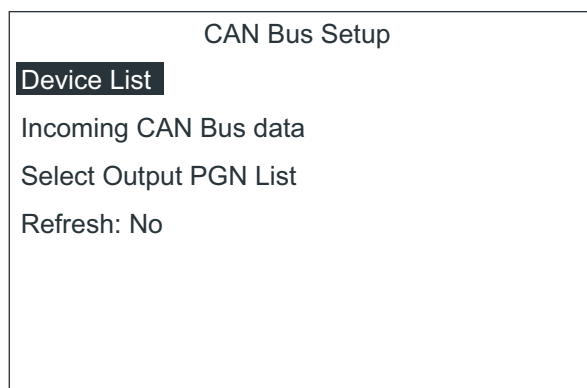 CAN Bus Setup
Device List
Incoming CAN Bus data
Select Output PGN List
Refresh: No